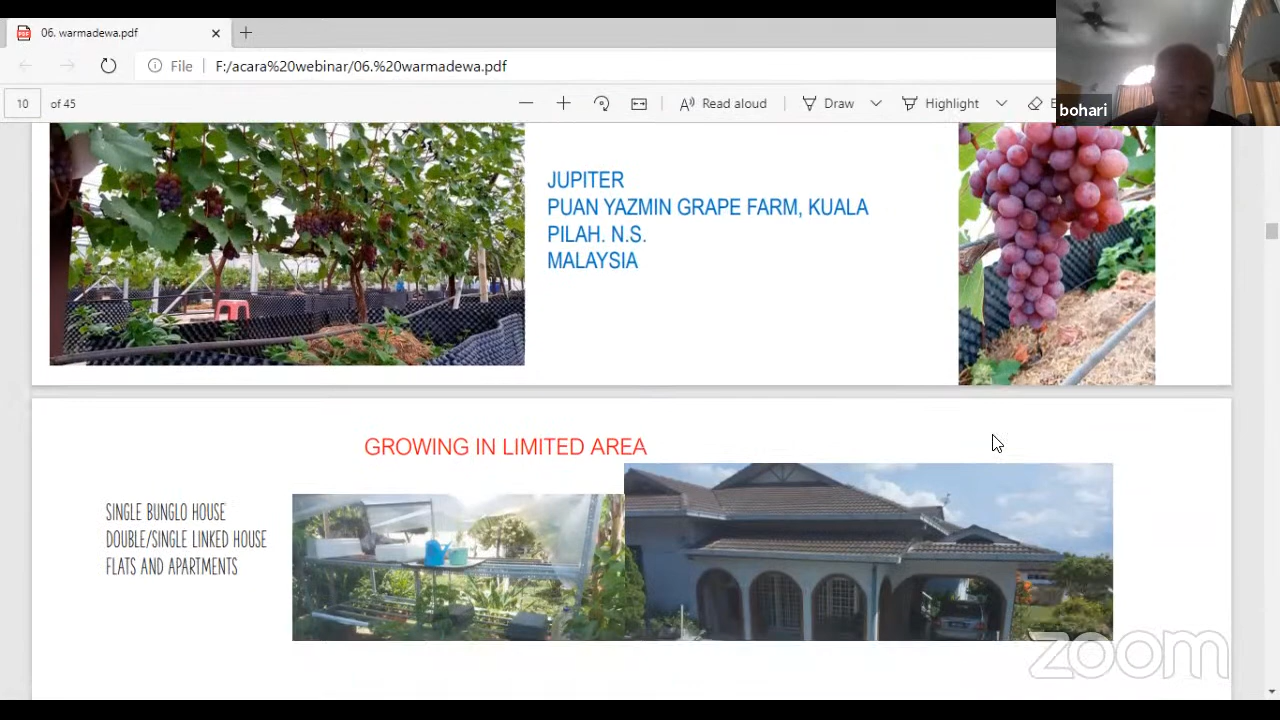 06. warmadewa.pdf
File
F:/acara%20webinar/06.%20warmadewa.pdf
10 of 45
Read aloud
Draw
Highlight
bohari
JUPITER
PUAN YAZMIN GRAPE FARM, KUALA
PILAH. N.S.
MALAYSIA
GROWING IN LIMITED AREA
SINGLE BUNGLO HOUSE
DOUBLE/SINGLE LINKED HOUSE
FLATS AND APARTMENTS
zoom